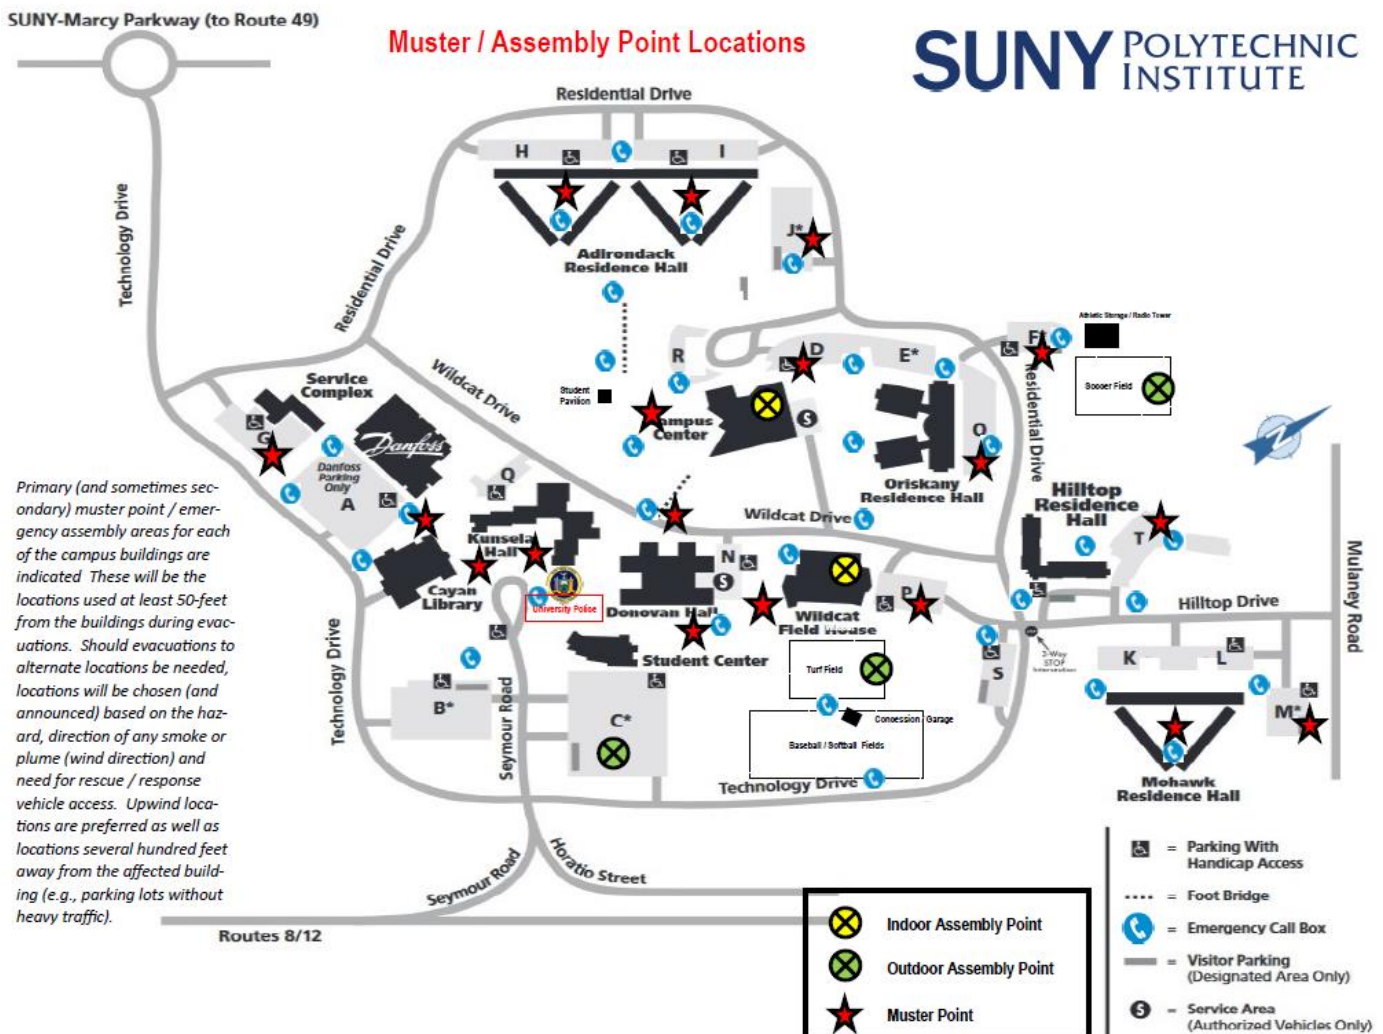 SUNY-Marcy Parkway (to Route 49)
Muster / Assembly Point Locations
SUNY POLYTECHNIC
INSTITUTE
Residential Drive
H
I
Technology Drive
Residential Drive
J*
Adirondack
Residence Hall
Athletic Storage / Radio Tower
F*
R
D
E*
Soccer Field
Wildcat Drive
Service
Complex
Student
Pavilion
Residential Drive
Campus
Center
S
O
G
Danfoss
Danfoss
Parking
Only
A
Q
Oriskany
Residence Hall
N
Hilltop
Residence
Hall
T
Primary (and sometimes sec-
ondary) muster point / emer-
gency assembly areas for each
of the campus buildings are
indicated These will be the
locations used at least 50-feet
from the buildings during evac-
uations. Should evacuations to
alternate locations be needed,
locations will be chosen (and
announced) based on the haz-
ard, direction of any smoke or
plume (wind direction) and
need for rescue / response
vehicle access. Upwind loca-
tions are preferred as well as
locations several hundred feet
away from the affected build-
ing (e.g., parking lots without
heavy traffic).
Wildcat Drive
Kunsela
Hall
N
S
Cayan
Library
University Police
Donovan Hall
Wildcat
Field House
P
Hilltop Drive
Mulaney Road
Student Center
3-Way
STOP
Intersection
Turf Field
S
K
L
Technology Drive
B*
Seymour Road
C*
Concession / Garage
Baseball / Softball Fields
M*
Technology Drive
Mohawk
Residence Hall
Seymour Road
Horatio Street
Routes 8/12
Indoor Assembly Point
Outdoor Assembly Point
Muster Point
= Parking With
Handicap Access
= Foot Bridge
= Emergency Call Box
= Visitor Parking
(Designated Area Only)
S = Service Area
(Authorized Vehicles Only)